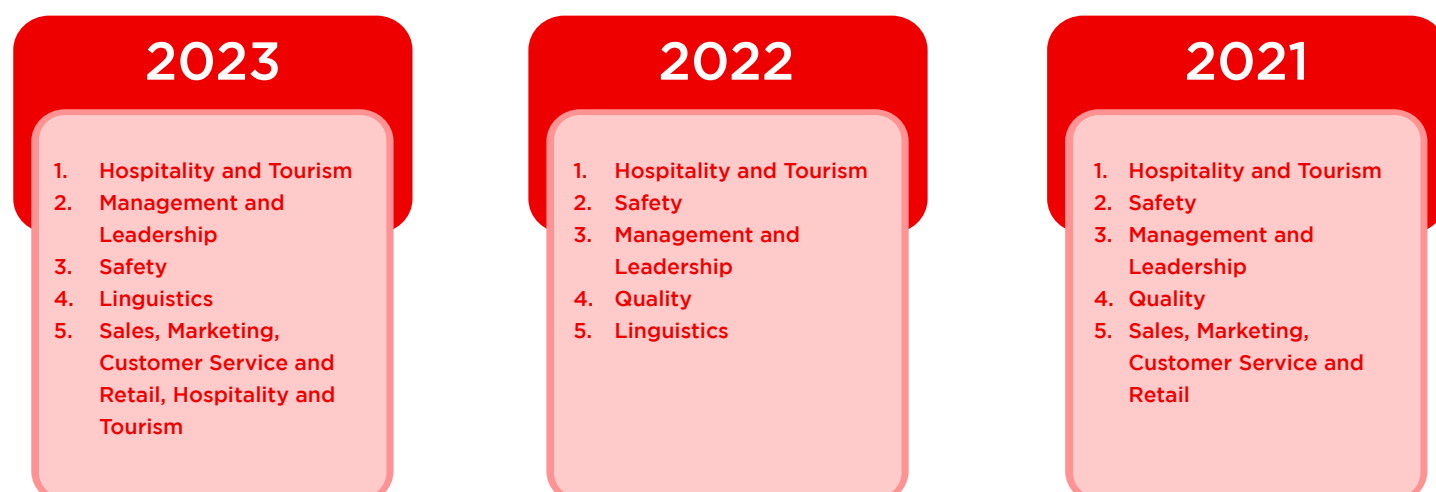 2023
1. Hospitality and Tourism
2. Management and
Leadership
3. Safety
4. Linguistics
5. Sales, Marketing,
Customer Service and
Retail, Hospitality and
Tourism
2022
1. Hospitality and Tourism
2. Safety
3. Management and
Leadership
4. Quality
5. Linguistics
2021
1. Hospitality and Tourism
2. Safety
3. Management and
Leadership
4. Quality
5. Sales, Marketing,
Customer Service and
Retail